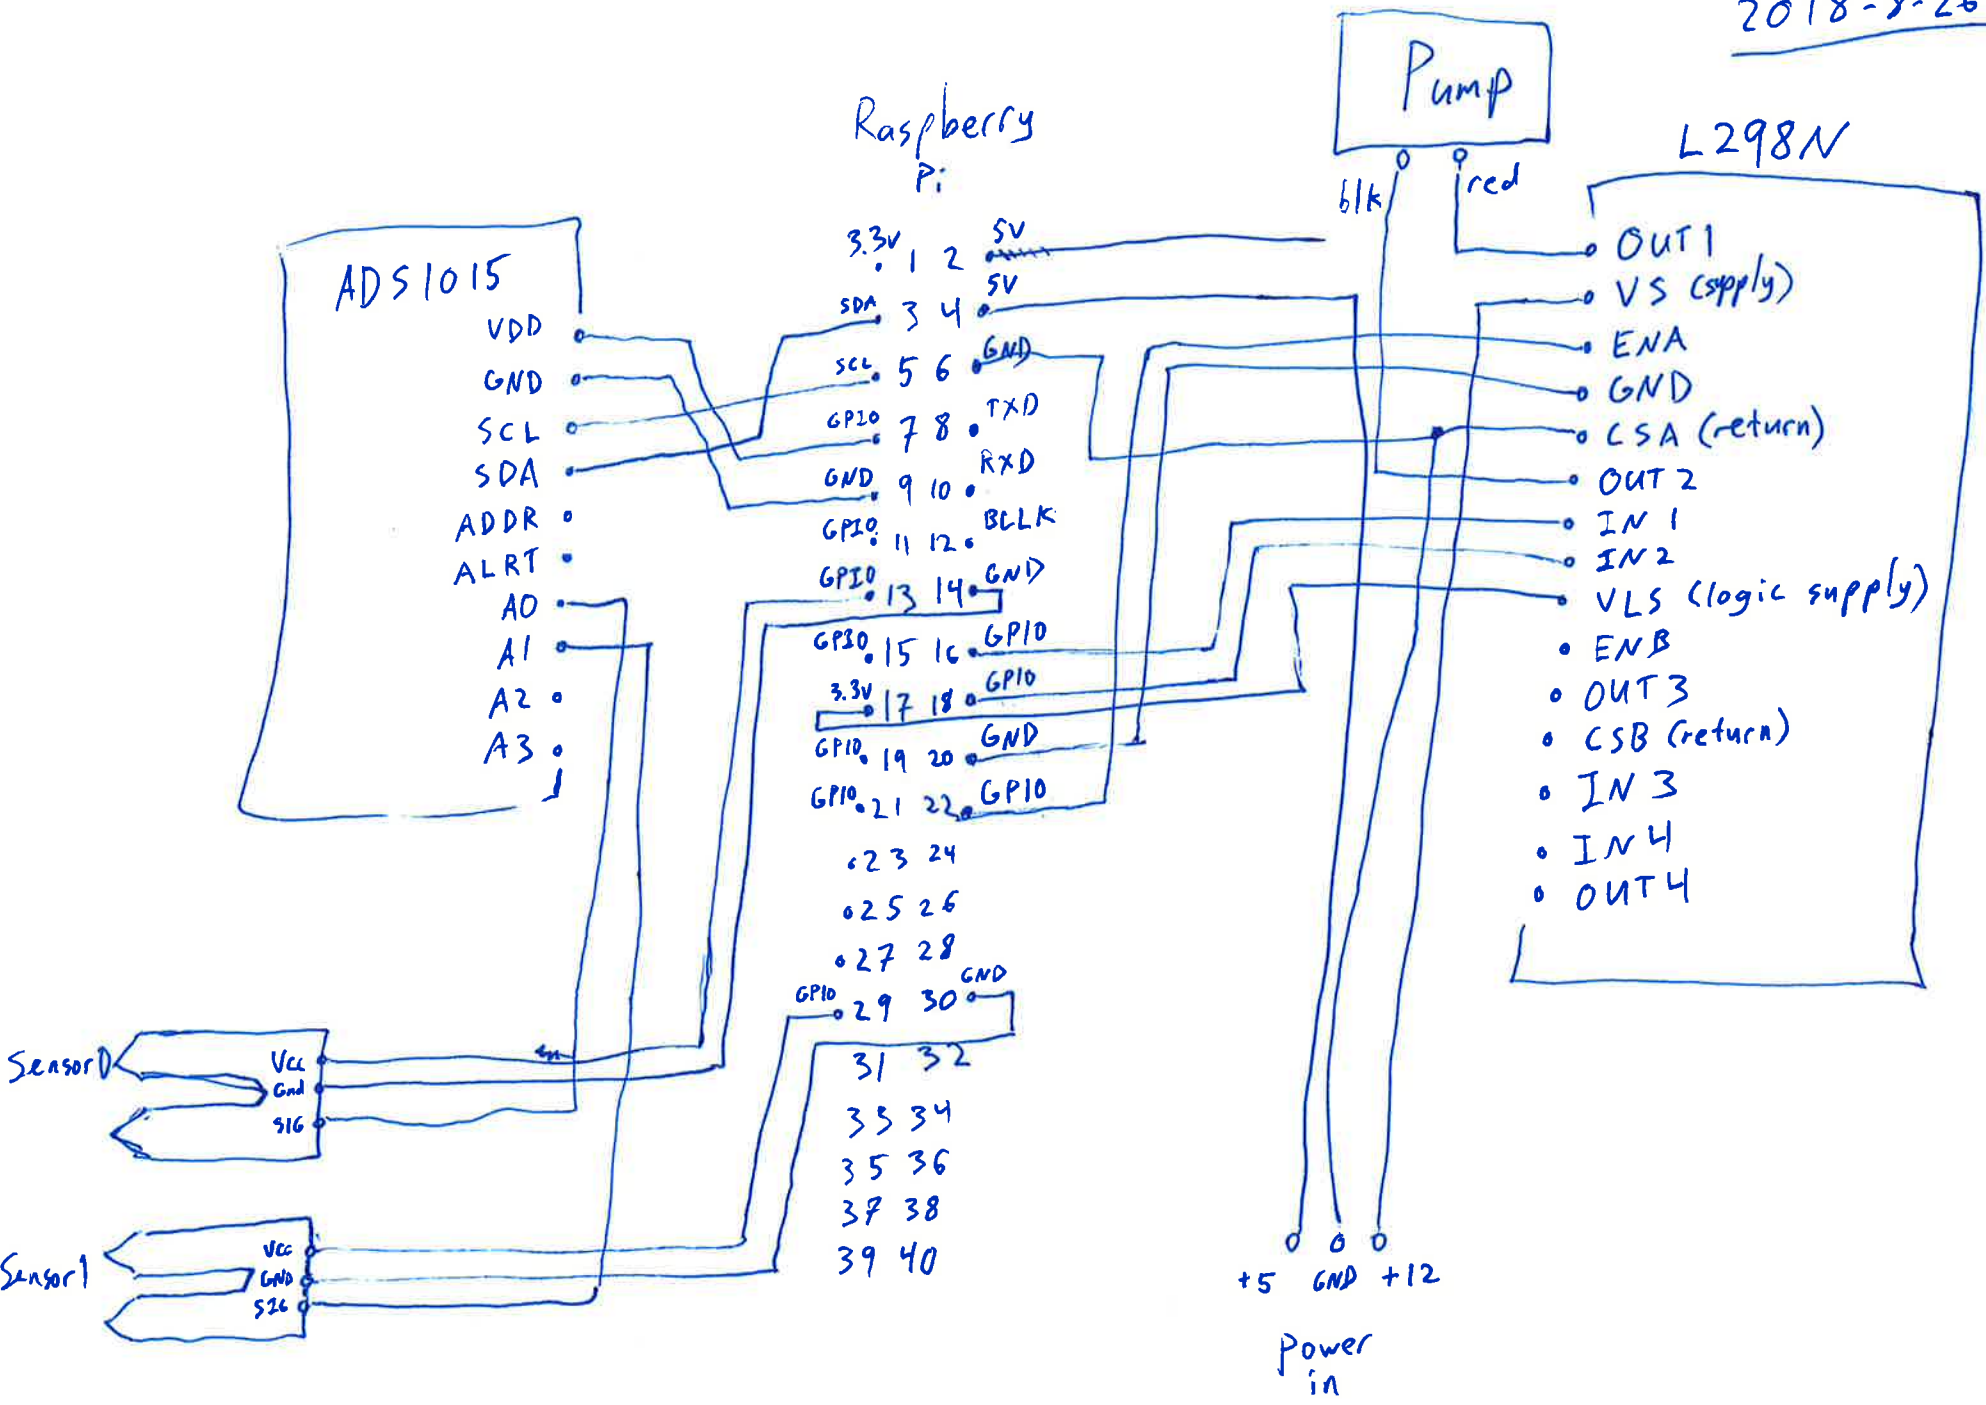 2018-8-26
Pump
blk
red
Raspberry
Pi
L298N
ADS1015
VDD
GND
SCL
SDA
ADDR
ALRT
A0
A1
A2
A3
3.3V 1 2 5V
SDA 3 4 5V
SCL 5 6 GND
GPIO 7 8 TXD
GND 9 10 RXD
GPIO 11 12 BCLK
GPIO 13 14 GND
GPIO 15 16 GPIO
3.3V 17 18 GPIO
GPIO 19 20 GND
GPIO 21 22 GPIO
23 24
25 26
27 28
GPIO 29 30 GND
31 32
33 34
35 36
37 38
39 40
OUT1
VS (supply)
ENA
GND
CSA (return)
OUT2
IN1
IN2
VLS (logic supply)
ENB
OUT3
CSB (return)
IN3
IN4
OUT4
Sensor0
Vcc
Gnd
SIG
Sensor1
Vcc
GND
SIG
+5 GND +12
Power
in